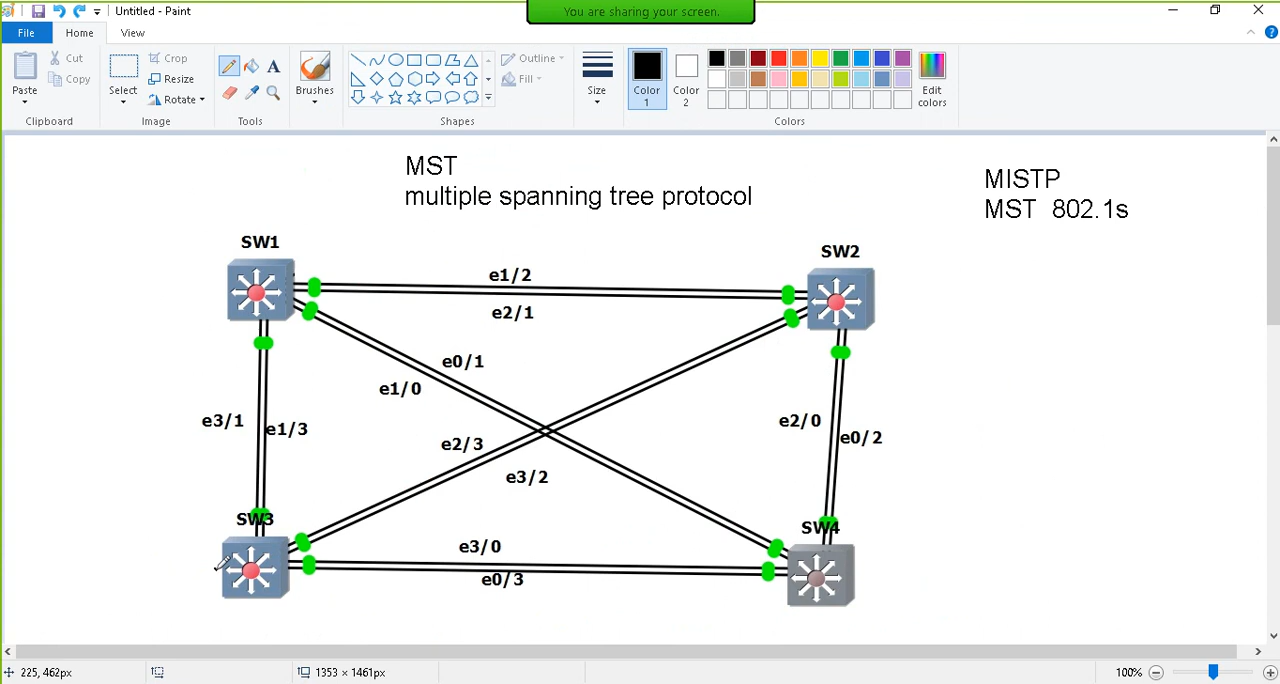 Untitled - Paint
You are sharing your screen.
File
Home
View
Paste
Cut
Copy
Clipboard
Select
Crop
Resize
Rotate
Image
A
Tools
Brushes
Shapes
Outline
Fill
Size
Color
1
Color
2
Edit
colors
Colors
MST
multiple spanning tree protocol
MISTP
MST 802.1s
SW1
SW2
e1/2
e2/1
e0/1
e1/0
e3/1
e1/3
e2/0
e0/2
e2/3
e3/2
SW3
SW4
e3/0
e0/3
225, 462px
1353 × 1461px
100%